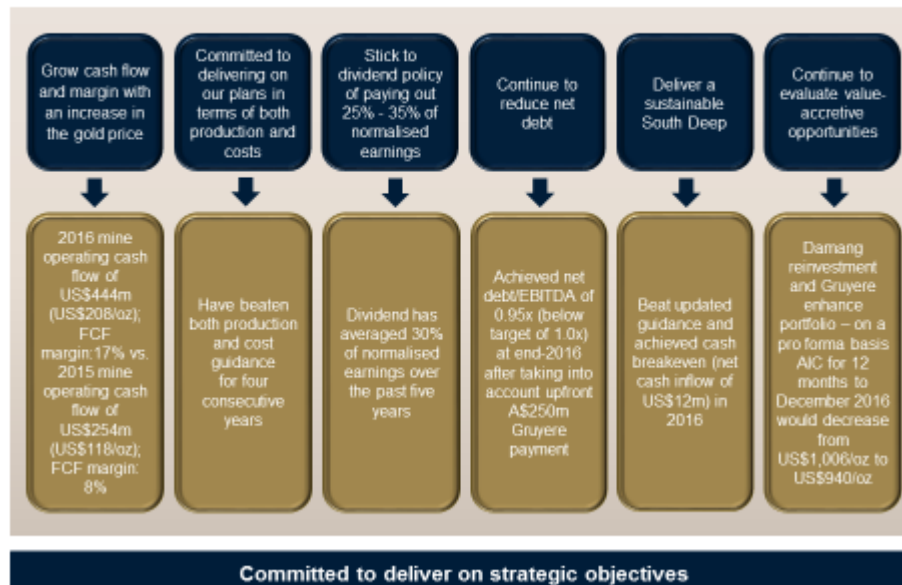 Grow cash flow
and margin with
an increase in
the gold price
Committed to
delivering on
our plans in
terms of both
production and
costs
Stick to
dividend policy
of paying out
25% - 35% of
normalised
earnings
Continue to
reduce net
debt
Deliver a
sustainable
South Deep
Continue to
evaluate value-
accretive
opportunities
2016 mine
operating cash
flow of
US$444m
(US$208/oz);
FCF
margin:17% vs.
2015 mine
operating cash
flow of
US$254m
(US$118/oz);
FCF margin:
8%
Have beaten
both production
and cost
guidance
for four
consecutive
years
Dividend has
averaged 30%
of normalised
earnings over
the past five
years
Achieved net
debt/EBITDA of
0.95x (below
target of 1.0x)
at end-2016
after taking into
account upfront
A$250m
Gruyere
payment
Beat updated
guidance and
achieved cash
breakeven (net
cash inflow of
US$12m) in
2016
Damang
reinvestment
and Gruyere
enhance
portfolio – on a
pro forma basis
AIC for 12
months to
December 2016
would decrease
from
US$1,006/oz to
US$940/oz
Committed to deliver on strategic objectives